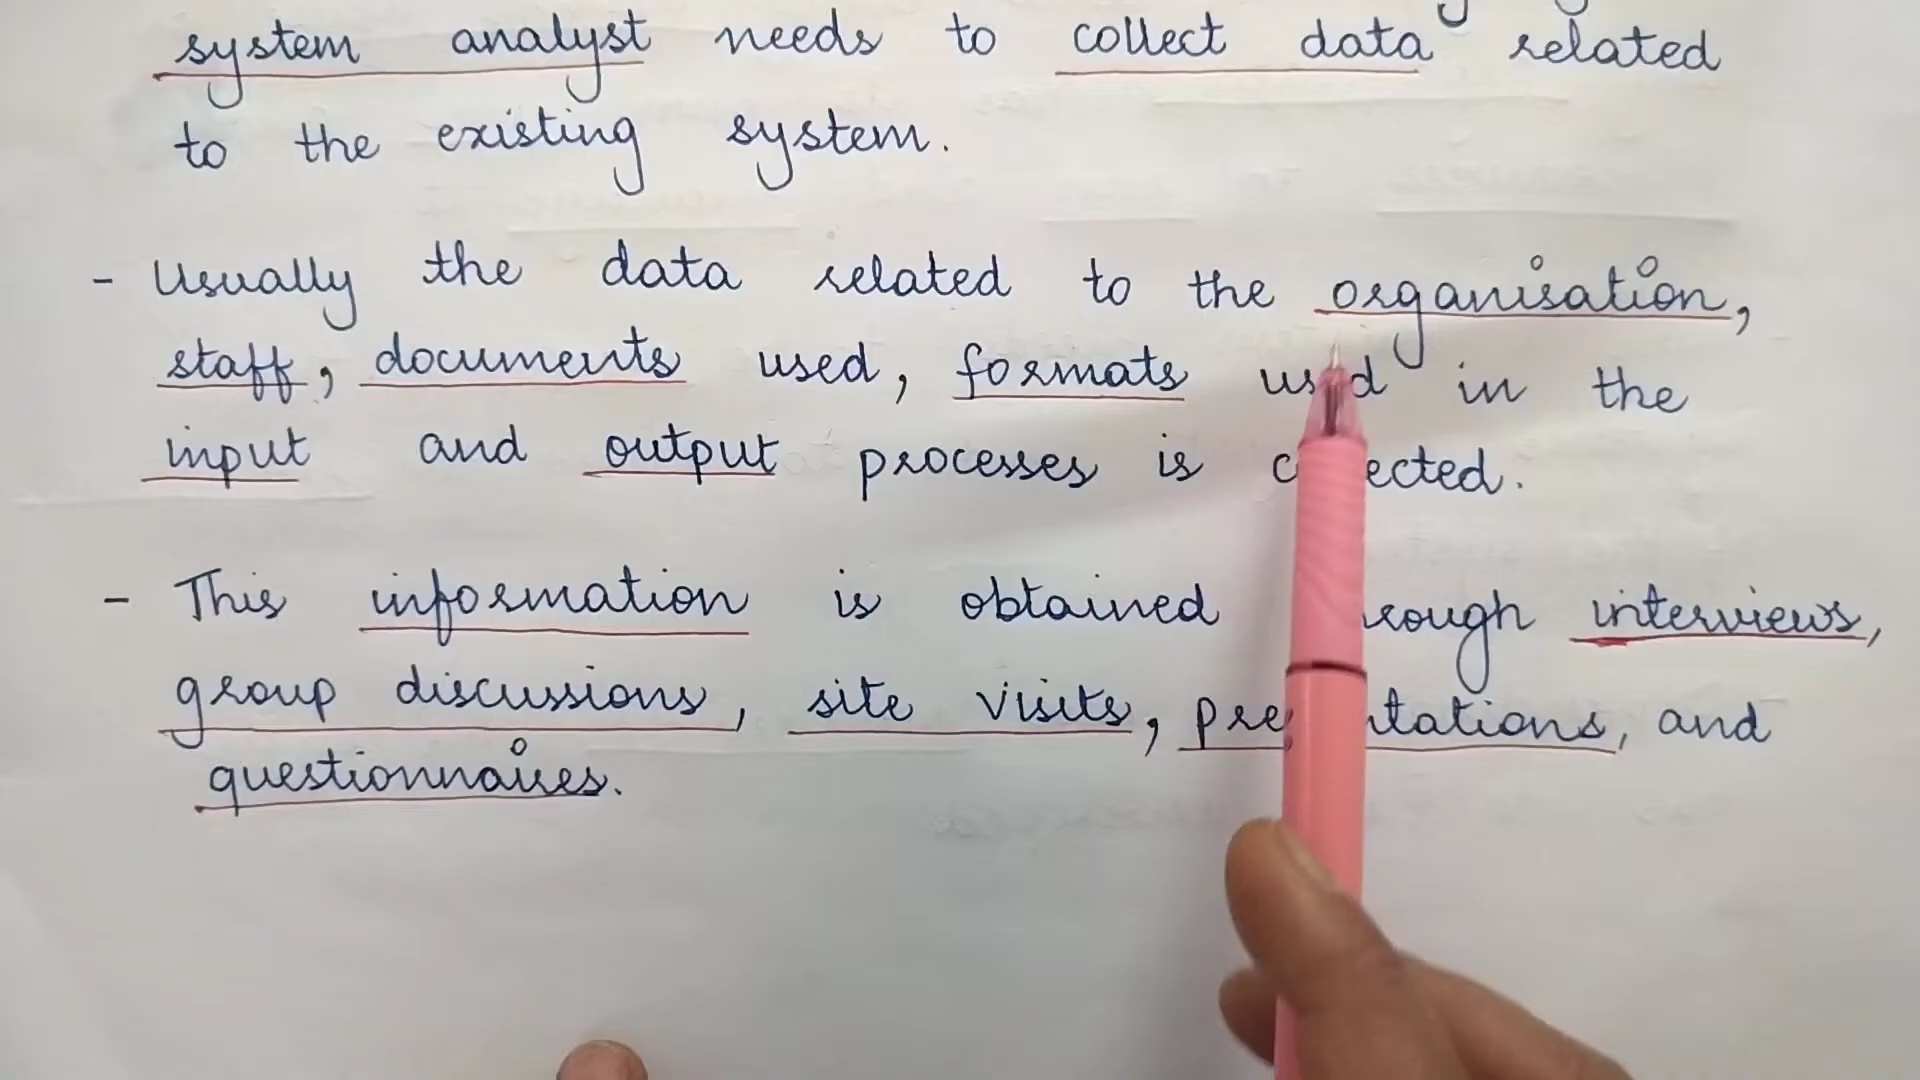 system analyst needs to collect data related
to the existing system.
- Usually the data related to the organisation,
staff, documents used, formats used in the
input and output processes is
- This information is obtained interviews,
group discussions, site visits, and
questionnaires.